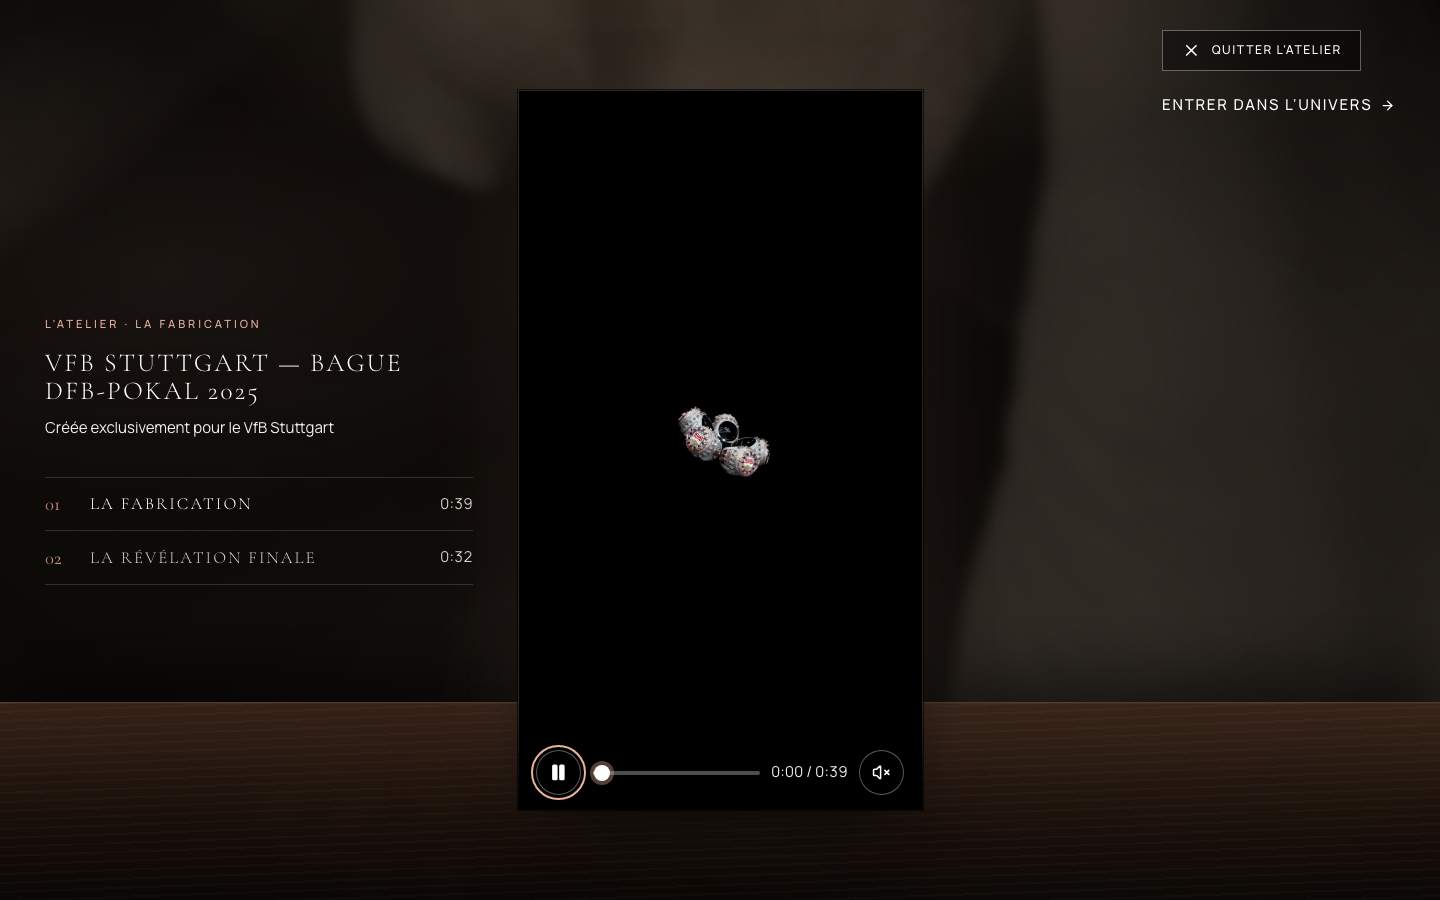 QUITTER L'ATELIER
ENTRER DANS L'UNIVERS →
L'ATELIER · LA FABRICATION
VFB STUTTGART — BAGUE
DFB-POKAL 2025
Créée exclusivement pour le VfB Stuttgart
01 LA FABRICATION 0:39
02 LA RÉVÉLATION FINALE 0:32
0:00 / 0:39